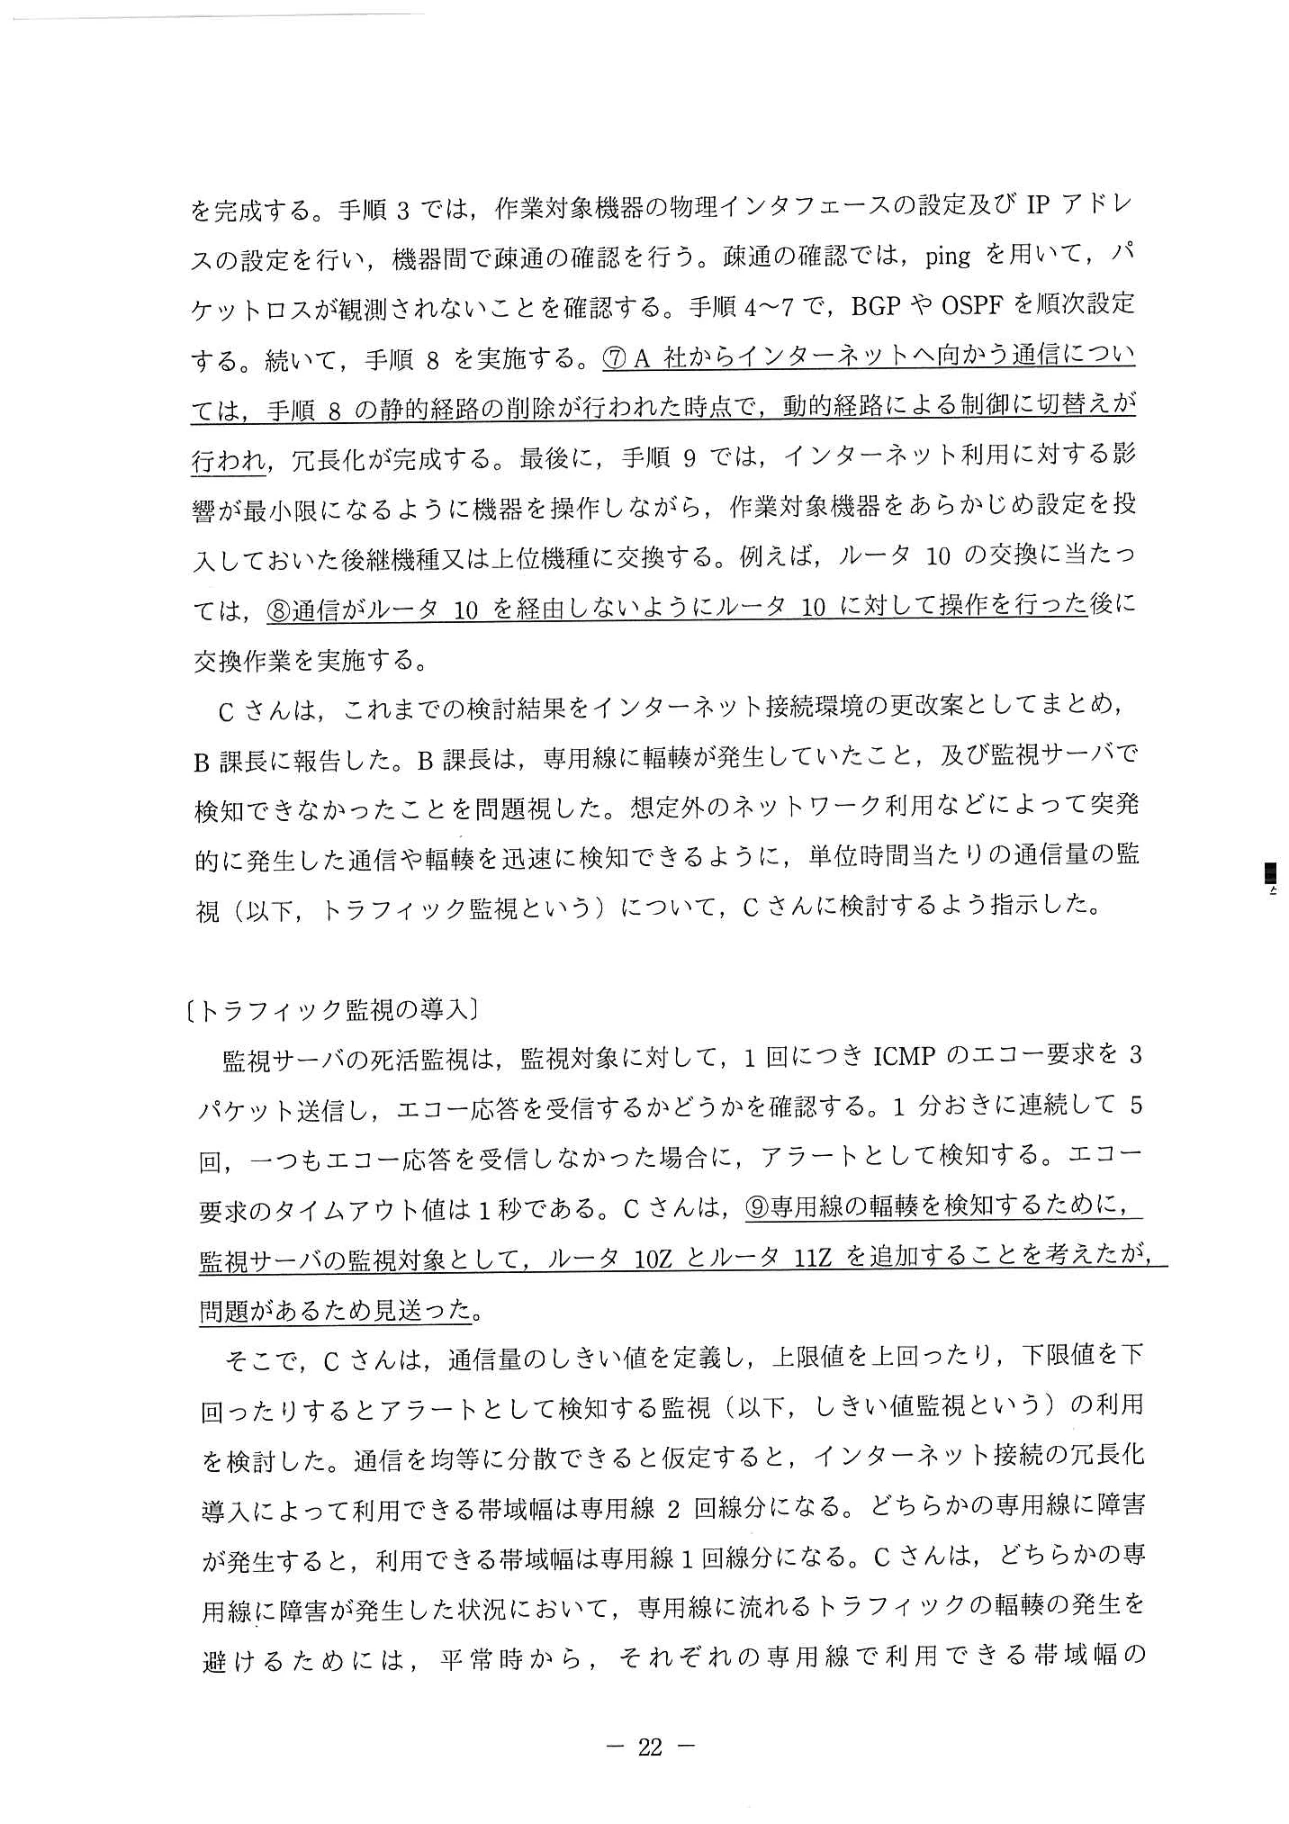 を完成する。手順 3 では，作業対象機器の物理インタフェースの設定及び IP アドレ
スの設定を行い，機器間で疎通の確認を行う。疎通の確認では，ping を用いて，パ
ケットロスが観測されないことを確認する。手順 4～7 で，BGP や OSPF を順次設定
する。続いて，手順 8 を実施する。⑦A 社からインターネットへ向かう通信につい
ては，手順 8 の静的経路の削除が行われた時点で，動的経路による制御に切替えが
行われ，冗長化が完成する。最後に，手順 9 では，インターネット利用に対する影
響が最小限になるように機器を操作しながら，作業対象機器をあらかじめ設定を投
入しておいた後継機種又は上位機種に交換する。例えば，ルータ 10 の交換に当たっ
ては，⑧通信がルータ 10 を経由しないようにルータ 10 に対して操作を行った後に
交換作業を実施する。
C さんは，これまでの検討結果をインターネット接続環境の更改案としてまとめ，
B 課長に報告した。B 課長は，専用線に輻輳が発生していたこと，及び監視サーバで
検知できなかったことを問題視した。想定外のネットワーク利用などによって突発
的に発生した通信や輻輳を迅速に検知できるように，単位時間当たりの通信量の監
視（以下，トラフィック監視という）について，C さんに検討するよう指示した。
〔トラフィック監視の導入〕
監視サーバの死活監視は，監視対象に対して，1 回につき ICMP のエコー要求を 3
パケット送信し，エコー応答を受信するかどうかを確認する。1 分おきに連続して 5
回，一つもエコー応答を受信しなかった場合に，アラートとして検知する。エコー
要求のタイムアウト値は 1 秒である。C さんは，⑨専用線の輻輳を検知するために，
監視サーバの監視対象として，ルータ 10Z とルータ 11Z を追加することを考えたが，
問題があるため見送った。
そこで，C さんは，通信量のしきい値を定義し，上限値を上回ったり，下限値を下
回ったりするとアラートとして検知する監視（以下，しきい値監視という）の利用
を検討した。通信を均等に分散できると仮定すると，インターネット接続の冗長化
導入によって利用できる帯域幅は専用線 2 回線分になる。どちらかの専用線に障害
が発生すると，利用できる帯域幅は専用線 1 回線分になる。C さんは，どちらかの専
用線に障害が発生した状況において，専用線に流れるトラフィックの輻輳の発生を
避けるためには，平常時から，それぞれの専用線で利用できる帯域幅の
－ 22 －